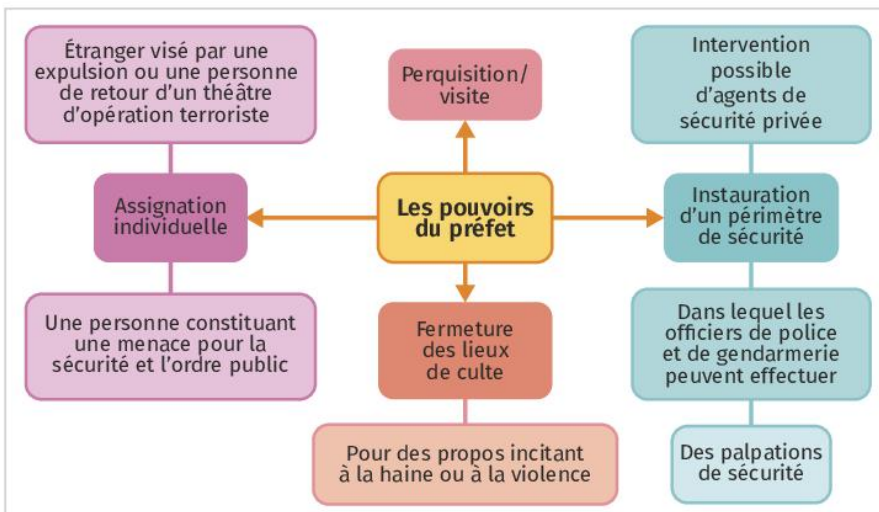 Étranger visé par une
expulsion ou une personne
de retour d'un théâtre
d'opération terroriste
Perquisition/
visite
Intervention
possible
d'agents de
sécurité privée
Assignation
individuelle
Les pouvoirs
du préfet
Instauration
d'un périmètre
de sécurité
Une personne constituant
une menace pour la
sécurité et l'ordre public
Fermeture
des lieux
de culte
Dans lequel les
officiers de police
et de gendarmerie
peuvent effectuer
Pour des propos incitant
à la haine ou à la violence
Des palpations
de sécurité